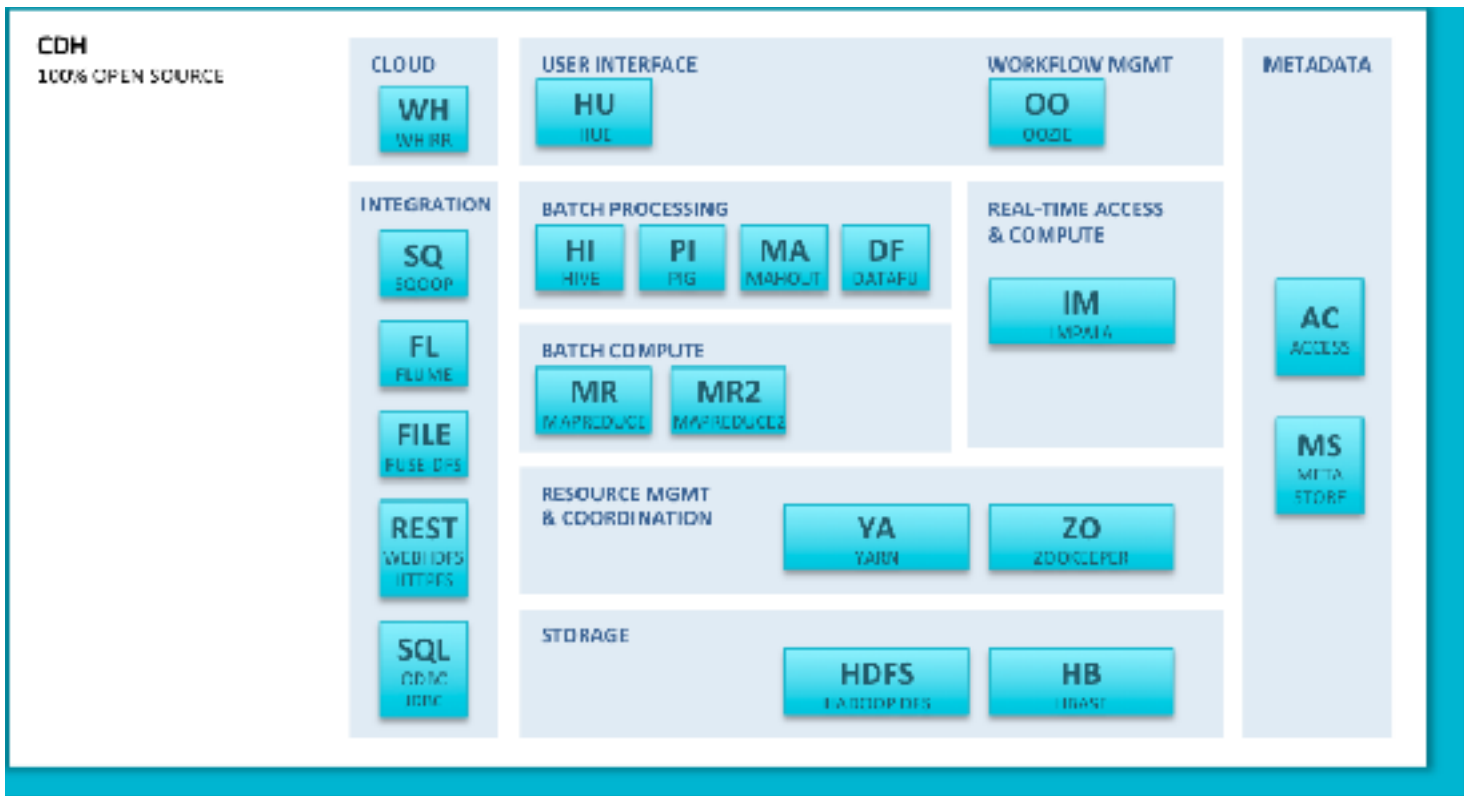 CDH
100% OPEN SOURCE
CLOUD
WH
WHIRR
USER INTERFACE
HU
HUE
WORKFLOW MGMT
OO
OOZIE
METADATA
AC
ACCESS
MS
META
STORE
INTEGRATION
SQ
SQOOP
FL
FLUME
FILE
FUSE-DFS
REST
WEBHDFS
HTTPFS
SQL
ODBC
JDBC
BATCH PROCESSING
HI
HIVE
PI
PIG
MA
MAHOUT
DF
DATAFU
REAL-TIME ACCESS
& COMPUTE
IM
IMPALA
BATCH COMPUTE
MR
MAPREDUCE
MR2
MAPREDUCE2
RESOURCE MGMT
& COORDINATION
YA
YARN
ZO
ZOOKEEPER
STORAGE
HDFS
HADOOP DFS
HB
HBASE